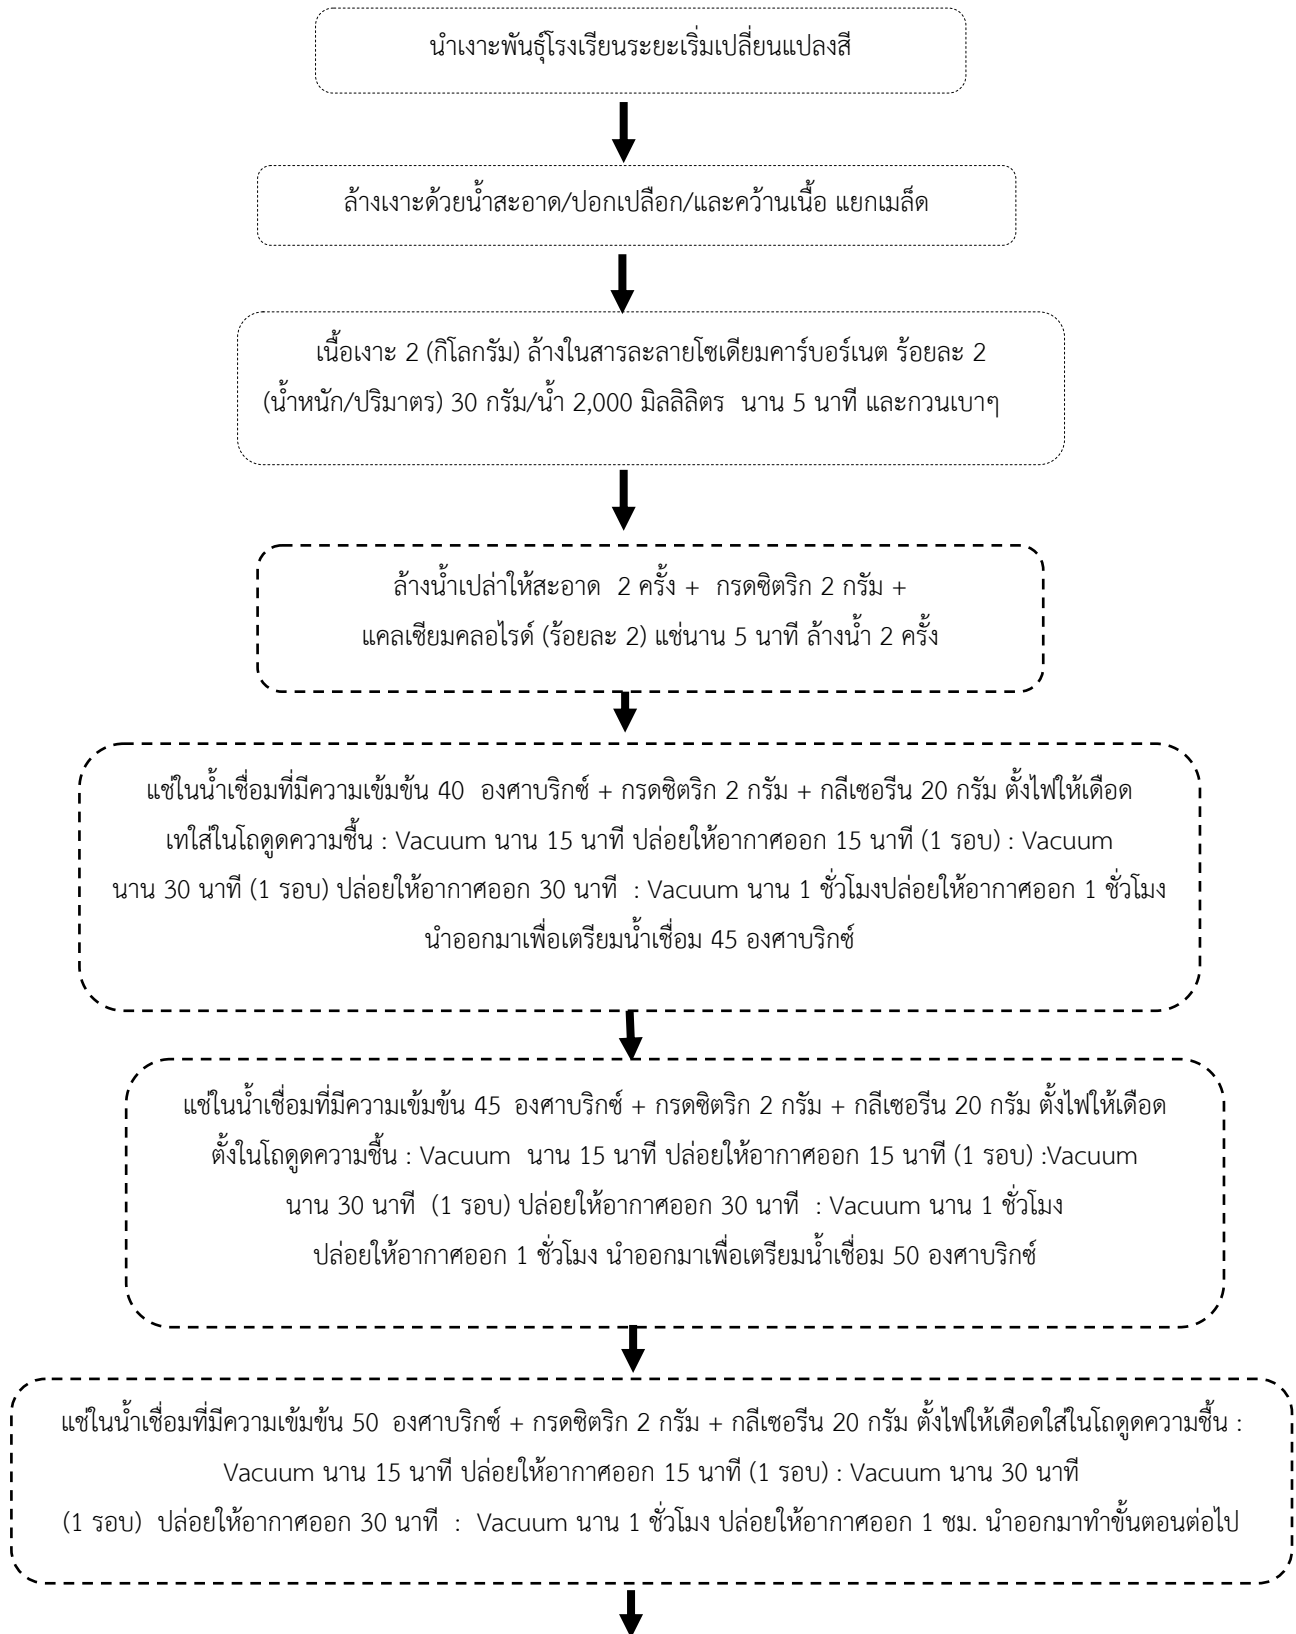 นำเงาะพันธุ์โรงเรียนระยะเริ่มเปลี่ยนแปลงสี
ล้างเงาะด้วยน้ำสะอาด/ปอกเปลือก/และคว้านเนื้อ แยกเมล็ด
เนื้อเงาะ 2 (กิโลกรัม) ล้างในสารละลายโซเดียมคาร์บอร์เนต ร้อยละ 2
(น้ำหนัก/ปริมาตร) 30 กรัม/น้ำ 2,000 มิลลิลิตร นาน 5 นาที และกวนเบาๆ
ล้างน้ำเปล่าให้สะอาด 2 ครั้ง + กรดซิตริก 2 กรัม +
แคลเซียมคลอไรด์ (ร้อยละ 2) แช่นาน 5 นาที ล้างน้ำ 2 ครั้ง
แช่ในน้ำเชื่อมที่มีความเข้มข้น 40 องศาบริกซ์ + กรดซิตริก 2 กรัม + กลีเซอรีน 20 กรัม ตั้งไฟให้เดือด
เทใส่ในโถดูดความชื้น : Vacuum นาน 15 นาที ปล่อยให้อากาศออก 15 นาที (1 รอบ) : Vacuum
นาน 30 นาที (1 รอบ) ปล่อยให้อากาศออก 30 นาที : Vacuum นาน 1 ชั่วโมงปล่อยให้อากาศออก 1 ชั่วโมง
นำออกมาเพื่อเตรียมน้ำเชื่อม 45 องศาบริกซ์
แช่ในน้ำเชื่อมที่มีความเข้มข้น 45 องศาบริกซ์ + กรดซิตริก 2 กรัม + กลีเซอรีน 20 กรัม ตั้งไฟให้เดือด
ตั้งในโถดูดความชื้น : Vacuum นาน 15 นาที ปล่อยให้อากาศออก 15 นาที (1 รอบ) :Vacuum
นาน 30 นาที (1 รอบ) ปล่อยให้อากาศออก 30 นาที : Vacuum นาน 1 ชั่วโมง
ปล่อยให้อากาศออก 1 ชั่วโมง นำออกมาเพื่อเตรียมน้ำเชื่อม 50 องศาบริกซ์
แช่ในน้ำเชื่อมที่มีความเข้มข้น 50 องศาบริกซ์ + กรดซิตริก 2 กรัม + กลีเซอรีน 20 กรัม ตั้งไฟให้เดือดใส่ในโถดูดความชื้น :
Vacuum นาน 15 นาที ปล่อยให้อากาศออก 15 นาที (1 รอบ) : Vacuum นาน 30 นาที
(1 รอบ) ปล่อยให้อากาศออก 30 นาที : Vacuum นาน 1 ชั่วโมง ปล่อยให้อากาศออก 1 ชม. นำออกมาทำขั้นตอนต่อไป